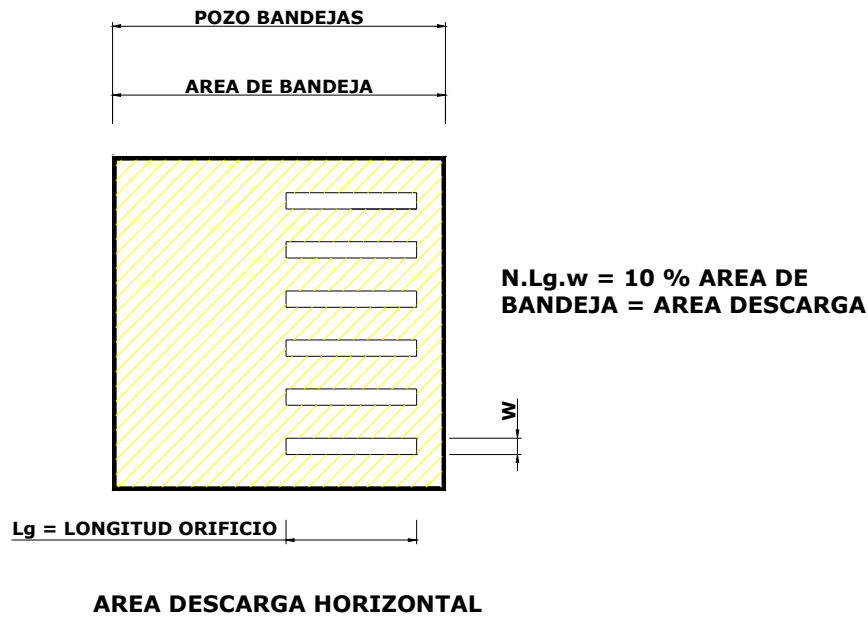 POZO BANDEJAS
AREA DE BANDEJA
N.Lg.w = 10 % AREA DE
BANDEJA = AREA DESCARGA
W
Lg = LONGITUD ORIFICIO
AREA DESCARGA HORIZONTAL